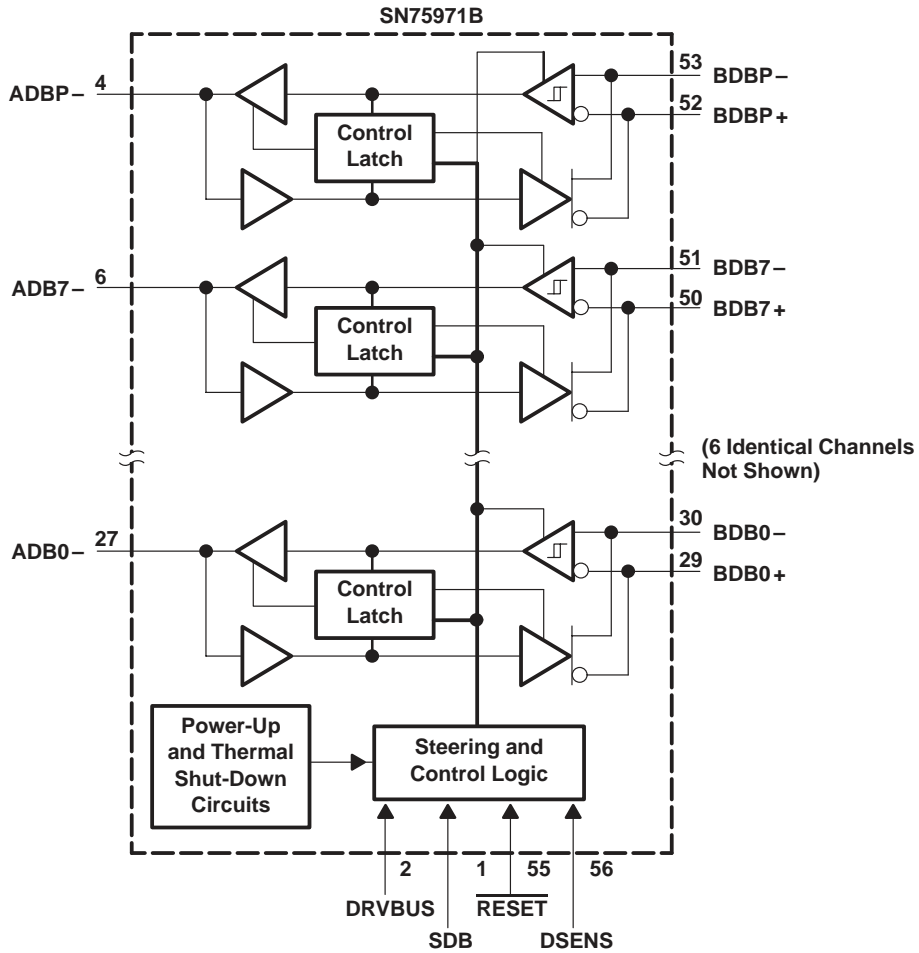 SN75971B
ADBP– 4
53 BDBP–
52 BDBP+
Control
Latch
ADB7– 6
51 BDB7–
50 BDB7+
Control
Latch
(6 Identical Channels
Not Shown)
ADB0– 27
30 BDB0–
29 BDB0+
Control
Latch
Power-Up
and Thermal
Shut-Down
Circuits
Steering and
Control Logic
2 1 55 56
DRVBUS RESET
SDB DSENS